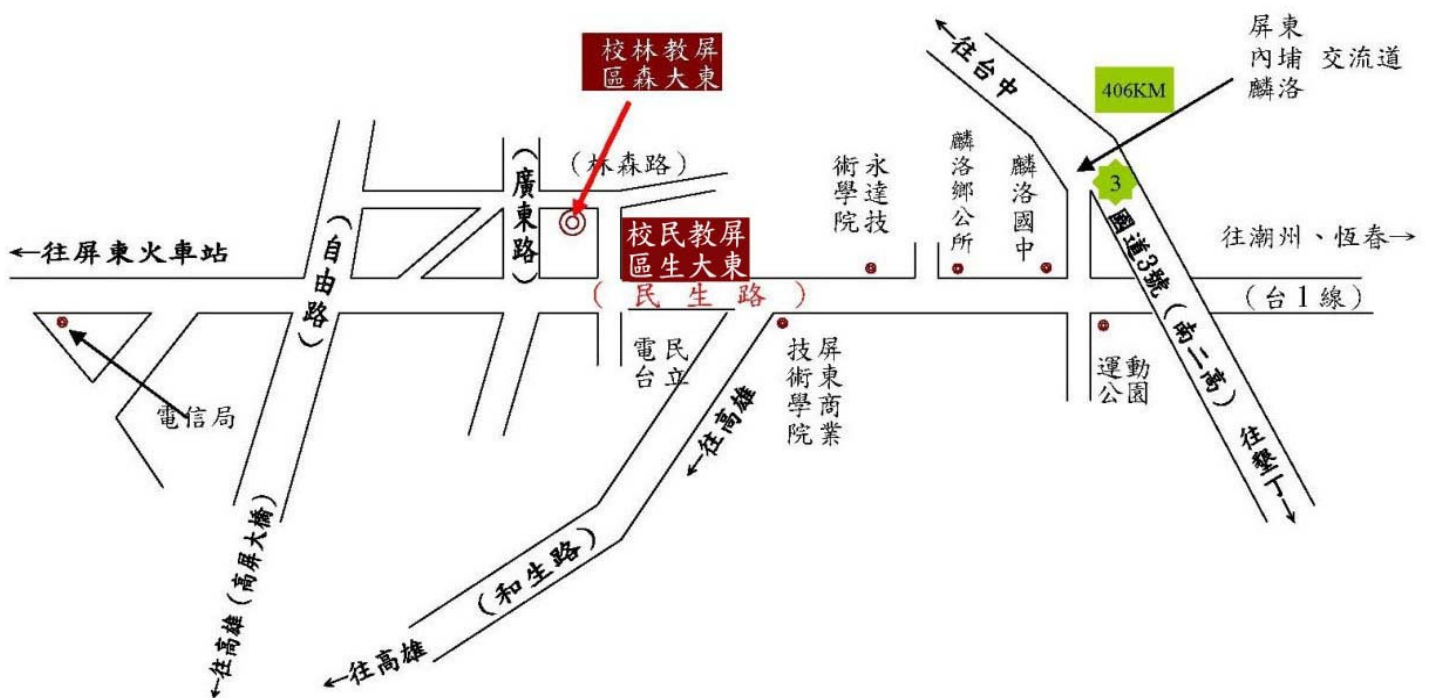 屏東
教大
林森
校區
←往台中
406KM
屏東
內埔 交流道
麟洛
3
(林森路)
(廣東路)
永達技
術學院
麟洛鄉公所
麟洛國中
←往屏東火車站
(自由路)
屏東
教大
民生
校區
(民生路)
國道3號(南二高)
往墾丁→
往潮州、恆春→
(台1線)
電信局
民立
電台
屏東商業
技術學院
運動
公園
←往高雄
(和生路)
←往高雄
←往高雄(高屏大橋)